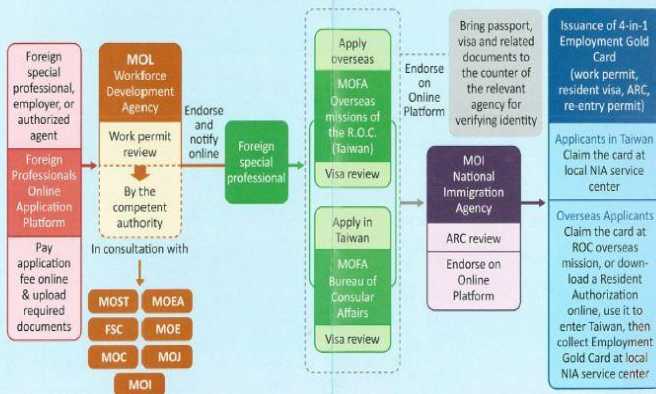 Foreign
special
professional,
employer, or
authorized
agent
Foreign
Professionals
Online
Application
Platform
Pay
application
fee online
& upload
required
documents
MOL
Workforce
Development
Agency
Work permit
review
By the
competent
authority
In consultation with
MOST
MOEA
FSC
MOE
MOC
MOJ
MOI
Endorse
and
notify
online
Foreign
special
professional
Apply
overseas
MOFA
Overseas
missions of
the R.O.C.
(Taiwan)
Visa review
Apply in
Taiwan
MOFA
Bureau of
Consular
Affairs
Visa review
Endorse
on
Online
Platform
Bring passport,
visa and related
documents to
the counter of
the relevant
agency for
verifying identity
MOI
National
Immigration
Agency
ARC review
Endorse on
Online
Platform
Issuance of 4-in-1
Employment Gold
Card
(work permit,
resident visa, ARC,
re-entry permit)
Applicants in Taiwan
Claim the card at
local NIA service
center
Overseas Applicants
Claim the card at
ROC overseas
mission, or down-
load a Resident
Authorization
online, use it to
enter Taiwan, then
collect Employment
Gold Card at local
NIA service center